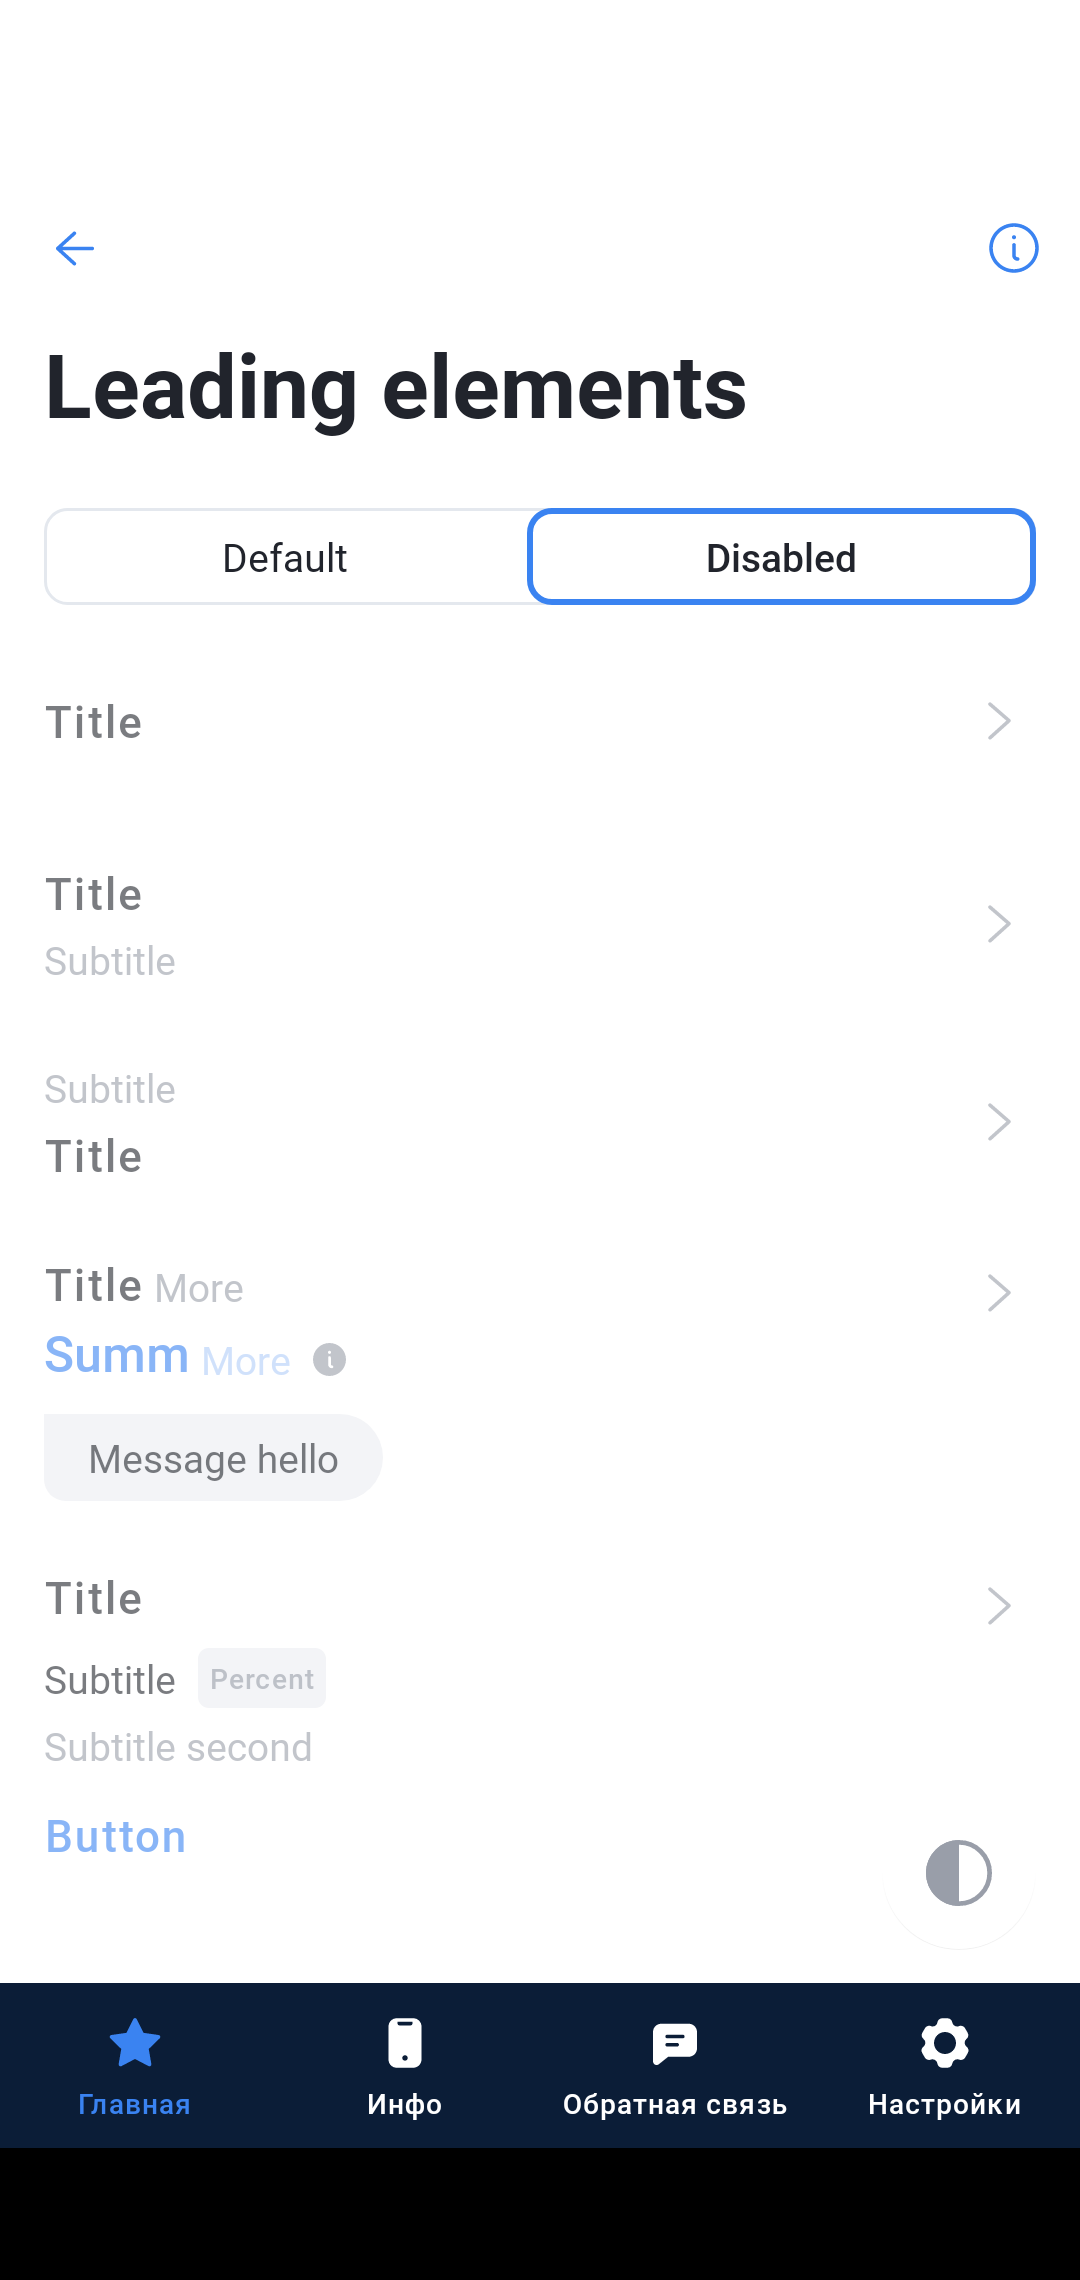 Leading elements
Default Disabled
Title
Title
Subtitle
Subtitle
Title
Title More
Summ More
Message hello
Title
Subtitle Percent
Subtitle second
Button
Главная Инфо Обратная связь Настройки